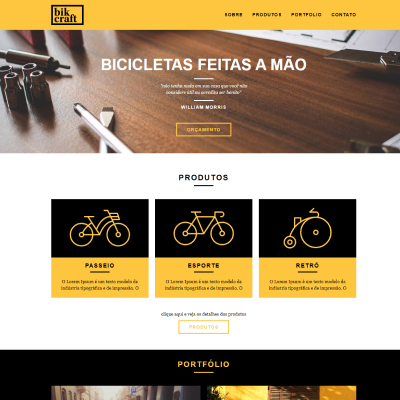 bik
craft
SOBRE PRODUTOS PORTFÓLIO CONTATO
BICICLETAS FEITAS A MÃO
"não tenha nada em sua casa que você não
considere útil ou acredita ser bonito"
WILLIAM MORRIS
ORÇAMENTO
PRODUTOS
PASSEIO
O Lorem Ipsum é um texto modelo da
indústria tipográfica e de impressão. O
ESPORTE
O Lorem Ipsum é um texto modelo da
indústria tipográfica e de impressão. O
RETRÔ
O Lorem Ipsum é um texto modelo da
indústria tipográfica e de impressão. O
clique aqui e veja os detalhes dos produtos
PRODUTOS
PORTFÓLIO